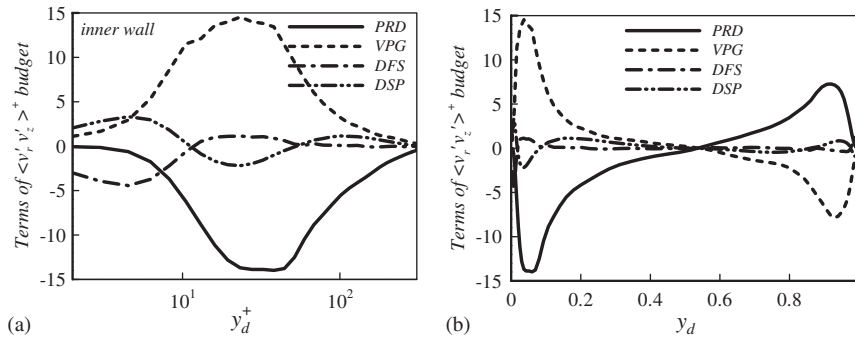 Terms of <v'_r v'_z>^+ budget
15
10
5
0
-5
-10
-15
inner wall
PRD
VPG
DFS
DSP
10^1
10^2
y_d^+
(a)
Terms of <v'_r v'_z>^+ budget
15
10
5
0
-5
-10
-15
PRD
VPG
DFS
DSP
0
0.2
0.4
0.6
0.8
y_d
(b)